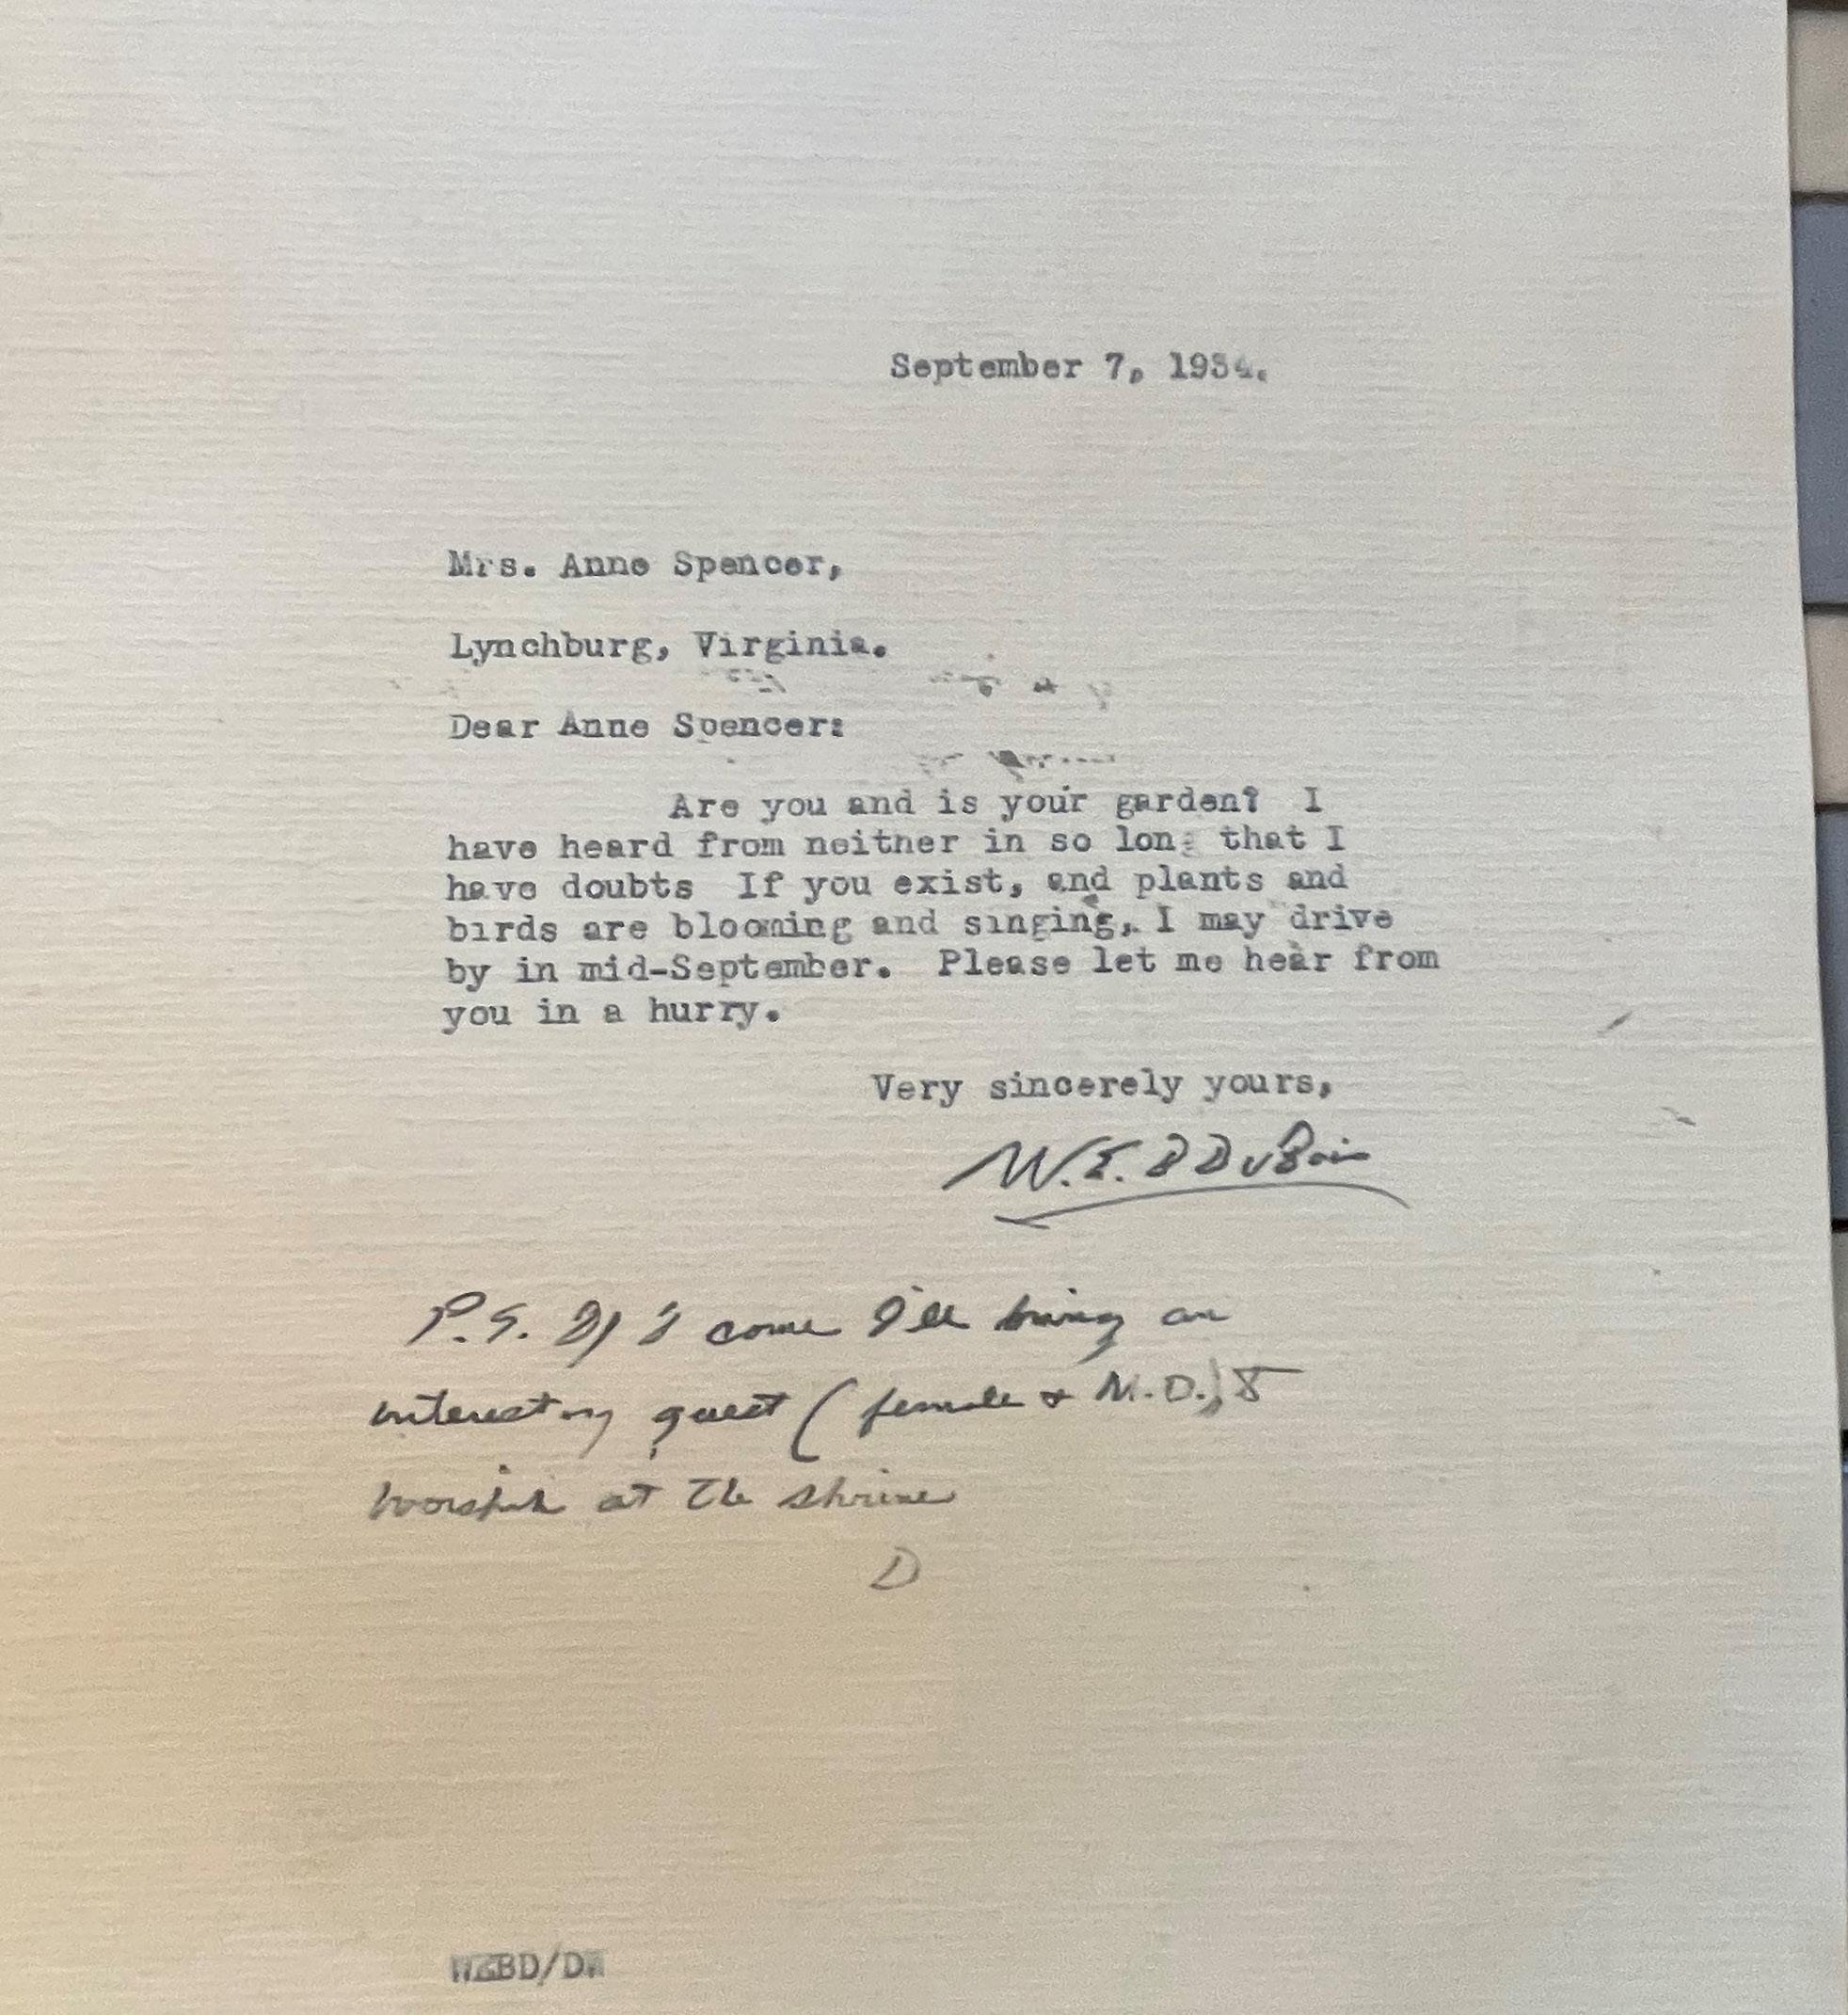 September 7, 1934.
Mrs. Anne Spencer,
Lynchburg, Virginia.
Dear Anne Spencer:
Are you and is your garden? I
have heard from neither in so long that I
have doubts If you exist, and plants and
birds are blooming and singing, I may drive
by in mid-September. Please let me hear from
you in a hurry.
Very sincerely yours,
W.E.B DuBois
P.S. If I come I'll bring an
interesting guest (female & M.D.) to
worship at the shrine
D
WEBD/DW